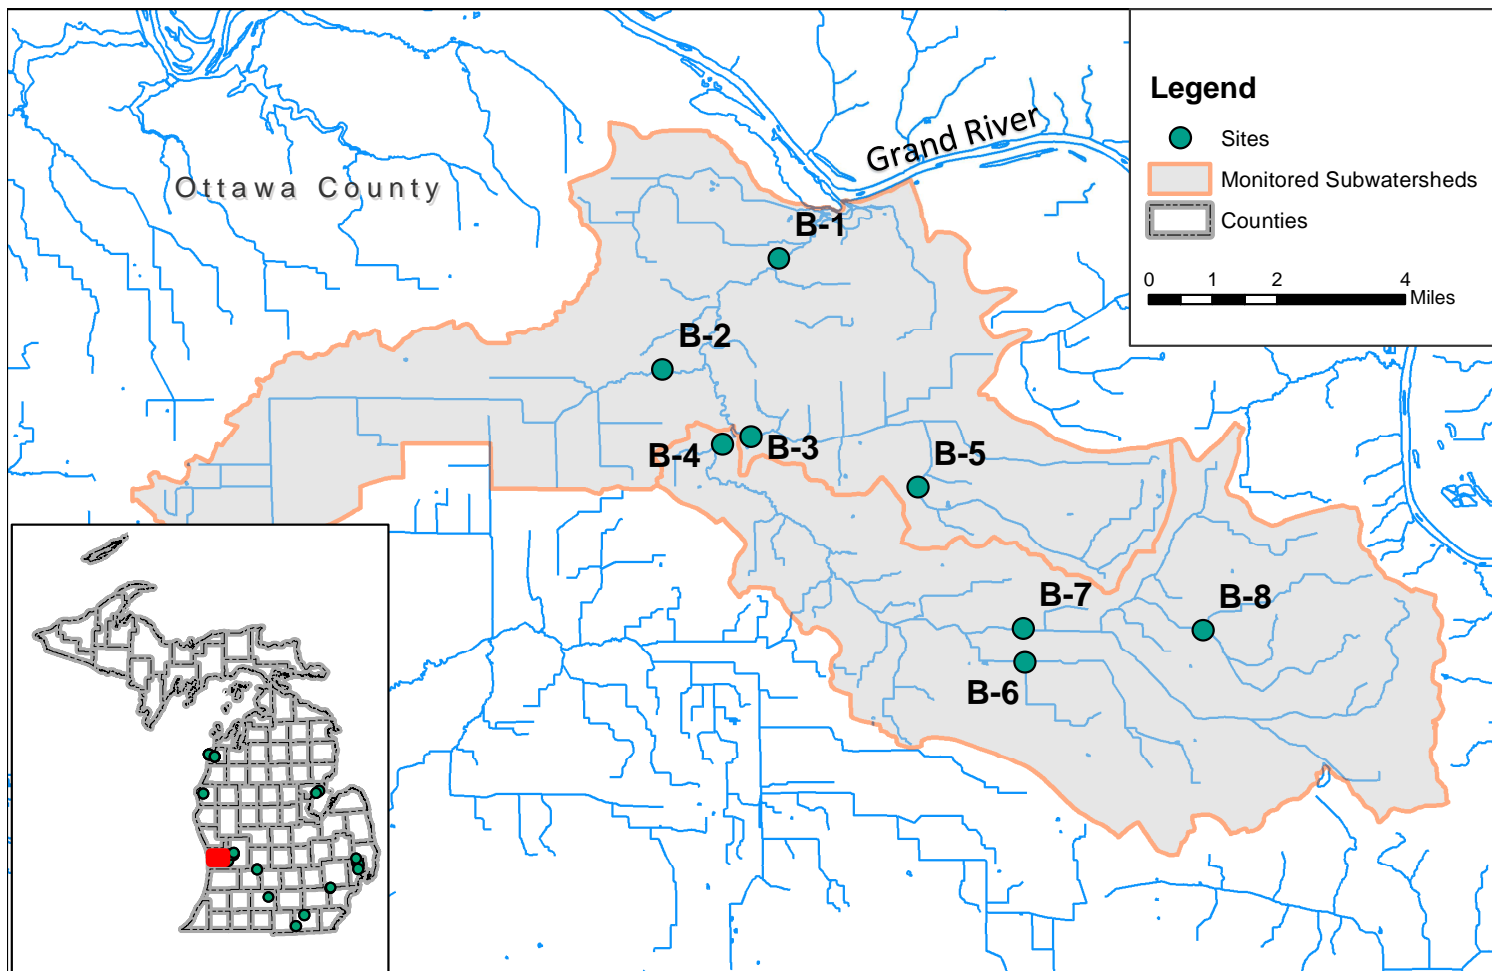 Legend
Sites
Monitored Subwatersheds
Counties
0 1 2 4
Miles
Grand River
Ottawa County
B-1
B-2
B-3
B-4
B-5
B-7
B-8
B-6